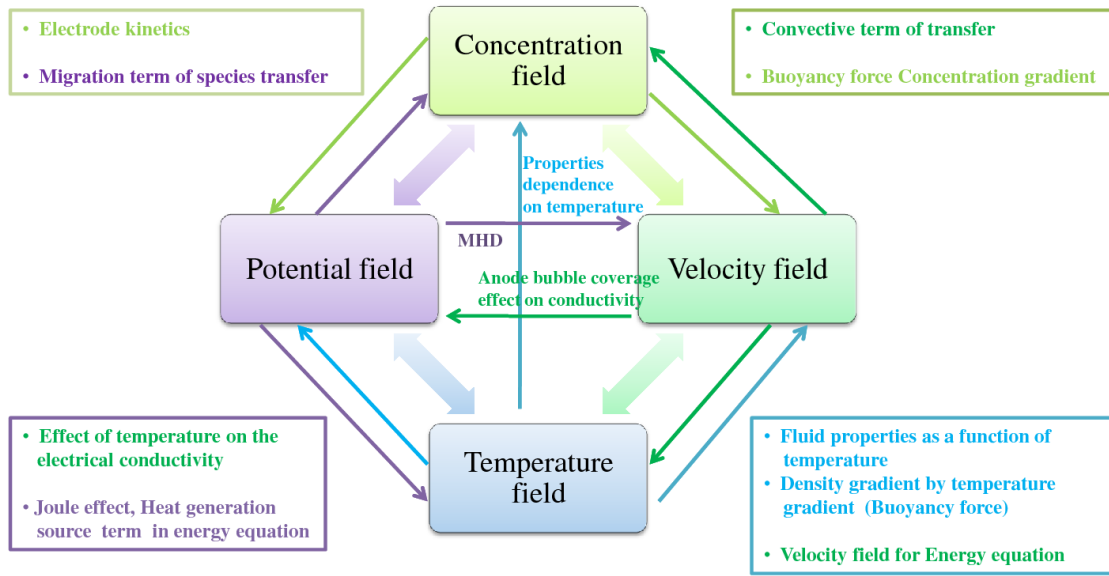 • Electrode kinetics
• Migration term of species transfer
Concentration
field
• Convective term of transfer
• Buoyancy force Concentration gradient
Properties
dependence
on temperature
MHD
Potential field
Velocity field
Anode bubble coverage
effect on conductivity
• Effect of temperature on the
electrical conductivity
• Joule effect, Heat generation
source term in energy equation
Temperature
field
• Fluid properties as a function of
temperature
• Density gradient by temperature
gradient (Buoyancy force)
• Velocity field for Energy equation